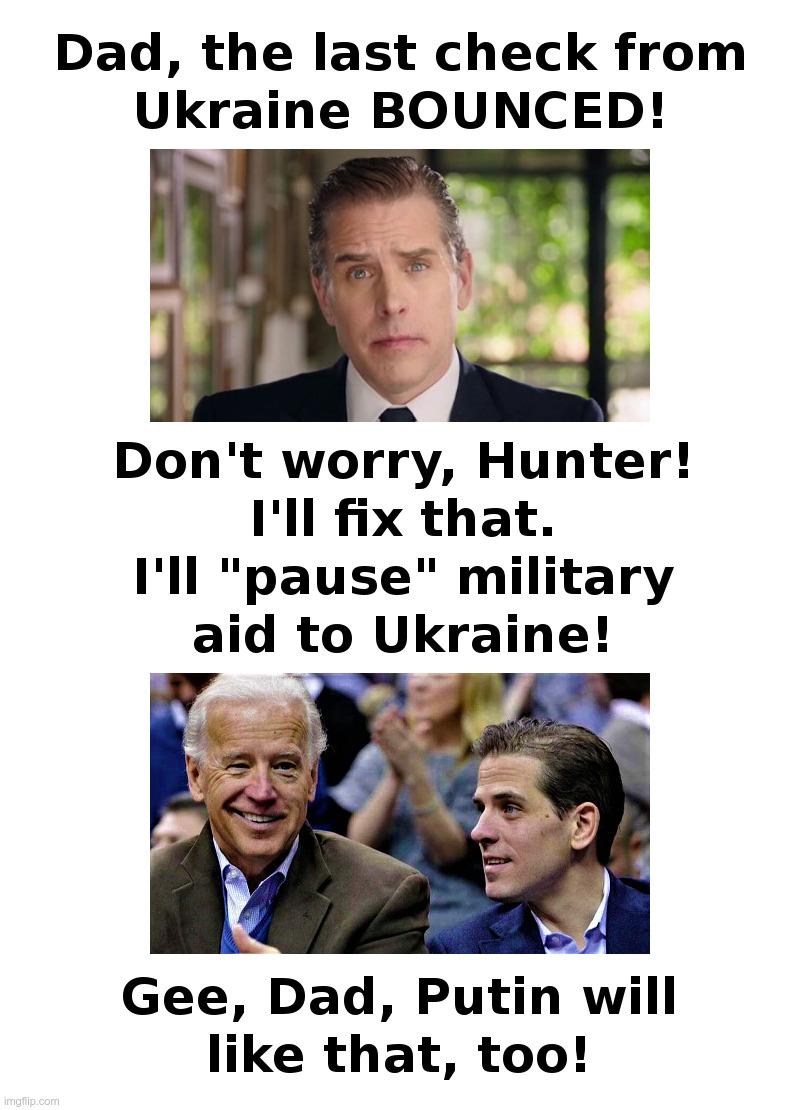 Dad, the last check from
Ukraine BOUNCED!
Don't worry, Hunter!
I'll fix that.
I'll "pause" military
aid to Ukraine!
Gee, Dad, Putin will
like that, too!
imgflip.com